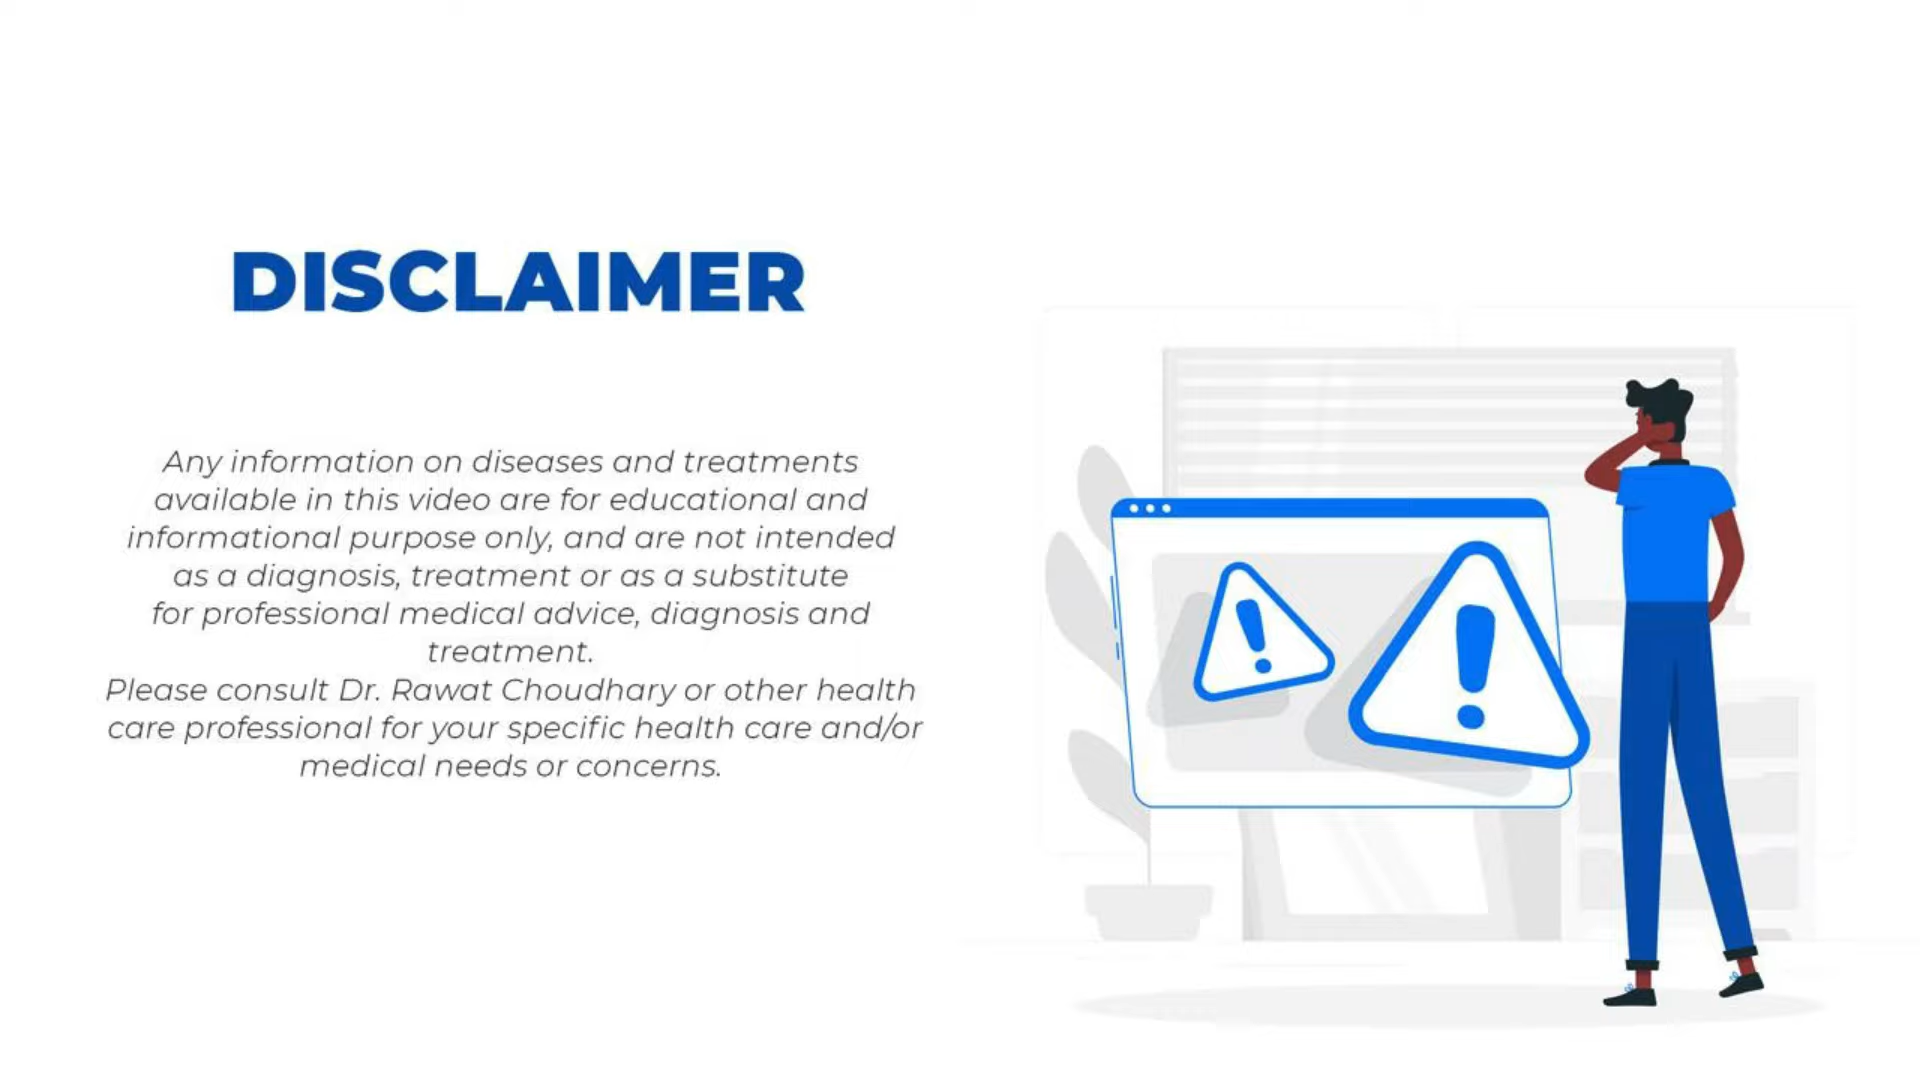 DISCLAIMER
Any information on diseases and treatments
available in this video are for educational and
informational purpose only, and are not intended
as a diagnosis, treatment or as a substitute
for professional medical advice, diagnosis and
treatment.
Please consult Dr. Rawat Choudhary or other health
care professional for your specific health care and/or
medical needs or concerns.